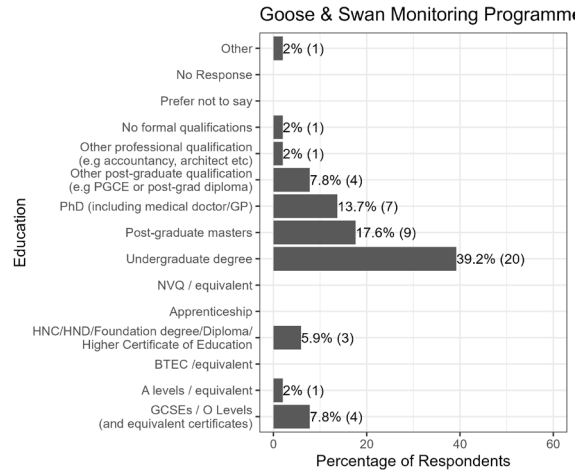 Goose & Swan Monitoring Programme
Other
2% (1)
No Response
Prefer not to say
No formal qualifications
2% (1)
Other professional qualification
(e.g accountancy, architect etc)
2% (1)
Other post-graduate qualification
(e.g PGCE or post-grad diploma)
7.8% (4)
PhD (including medical doctor/GP)
13.7% (7)
Post-graduate masters
17.6% (9)
Undergraduate degree
39.2% (20)
NVQ / equivalent
Apprenticeship
HNC/HND/Foundation degree/Diploma/
Higher Certificate of Education
5.9% (3)
BTEC /equivalent
A levels / equivalent
2% (1)
GCSEs / O Levels
(and equivalent certificates)
7.8% (4)
Education
0 20 40 60
Percentage of Respondents